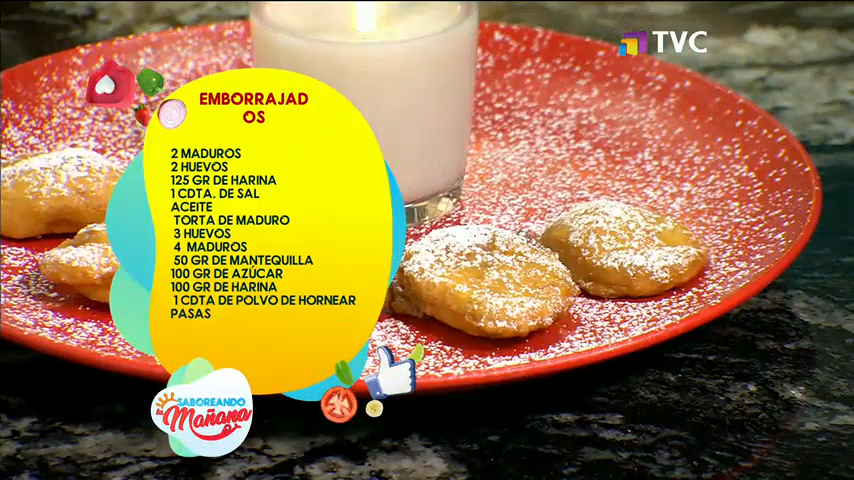 TVC
EMBORRAJAD
OS
2 MADUROS
2 HUEVOS
125 GR DE HARINA
1 CDTA. DE SAL
ACEITE
TORTA DE MADURO
3 HUEVOS
4 MADUROS
50 GR DE MANTEQUILLA
100 GR DE AZÚCAR
100 GR DE HARINA
1 CDTA DE POLVO DE HORNEAR
PASAS
SABOREANDO
Mañana